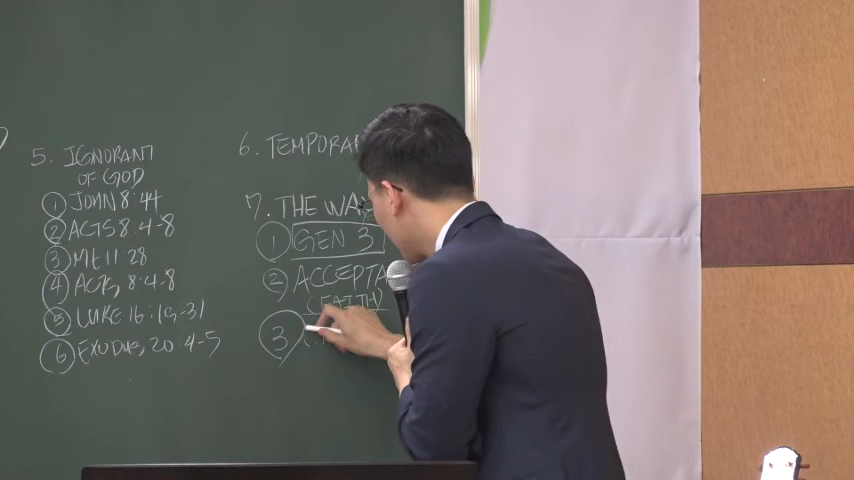 5. IGNORANT
OF GOD
① JOHN 8:44
② ACTS 8:4-8
③ Mt 11:28
④ ACTS 8:4-8
⑤ LUKE 16:19-31
⑥ EXODUS 20:4-5
6. TEMPORA
7. THE WA
① GEN 3
② ACCEPTA
(FAITH)
③ (